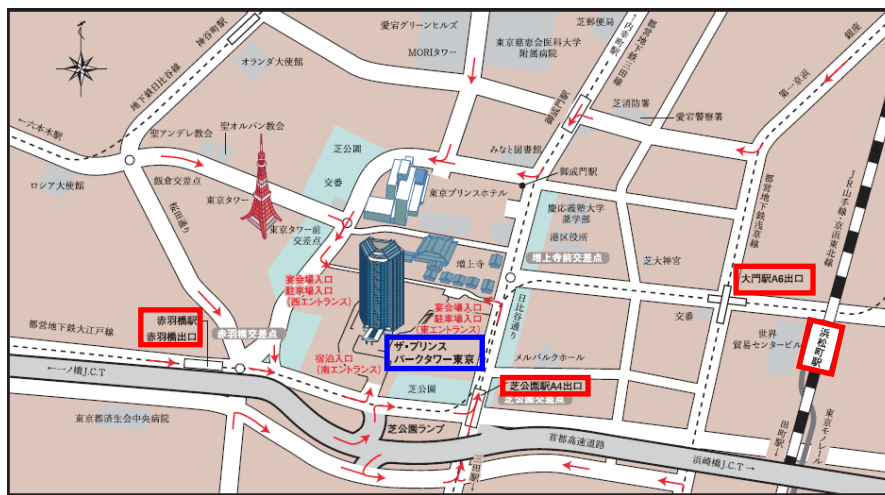 愛宕グリーンヒルズ
MORIタワー
東京慈恵会医科大学
附属病院
芝郵便局
←内幸町駅
都営地下鉄三田線
銀座
第一京浜
神谷町駅
地下鉄日比谷線
オランダ大使館
芝消防署
愛宕警察署
御成門駅
←六本木駅
聖アンデレ教会
聖オルバン教会
芝公園
みなと図書館
御成門駅
ロシア大使館
飯倉交差点
交番
東京タワー
東京プリンスホテル
慶応義塾大学
薬学部
港区役所
桜田通り
東京タワー前
交差点
増上寺
増上寺前交差点
芝大神宮
都営地下鉄浅草線
JR山手線・京浜東北線
宴会場入口
駐車場入口
(西エントランス)
宴会場入口
駐車場入口
(東エントランス)
日比谷通り
大門駅A6出口
交番
世界
貿易センタービル
浜松町駅
都営地下鉄大江戸線
赤羽橋駅
赤羽橋出口
赤羽橋交差点
宿泊入口
(南エントランス)
ザ・プリンス
パークタワー東京
メルパルクホール
←一ノ橋J.C.T
芝公園
芝公園駅A4出口
芝公園交差点
東京都済生会中央病院
芝公園ランプ
首都高速道路
三田駅→
浜崎橋J.C.T→
田町駅→
東京モノレール